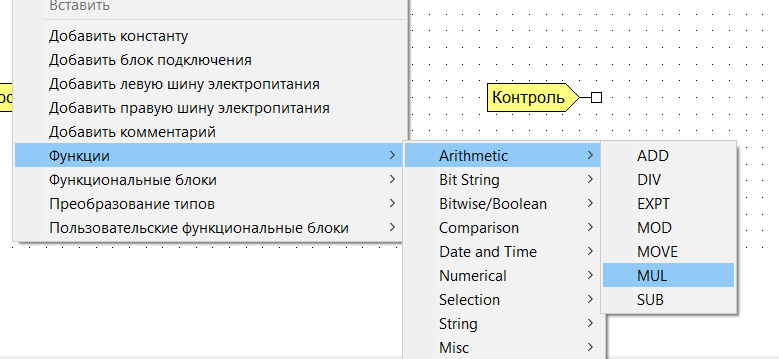 Вставить
Добавить константу
Добавить блок подключения
Добавить левую шину электропитания
Добавить правую шину электропитания
Добавить комментарий
Функции
Функциональные блоки
Преобразование типов
Пользовательские функциональные блоки
Контроль
Arithmetic
Bit String
Bitwise/Boolean
Comparison
Date and Time
Numerical
Selection
String
Misc
ADD
DIV
EXPT
MOD
MOVE
MUL
SUB